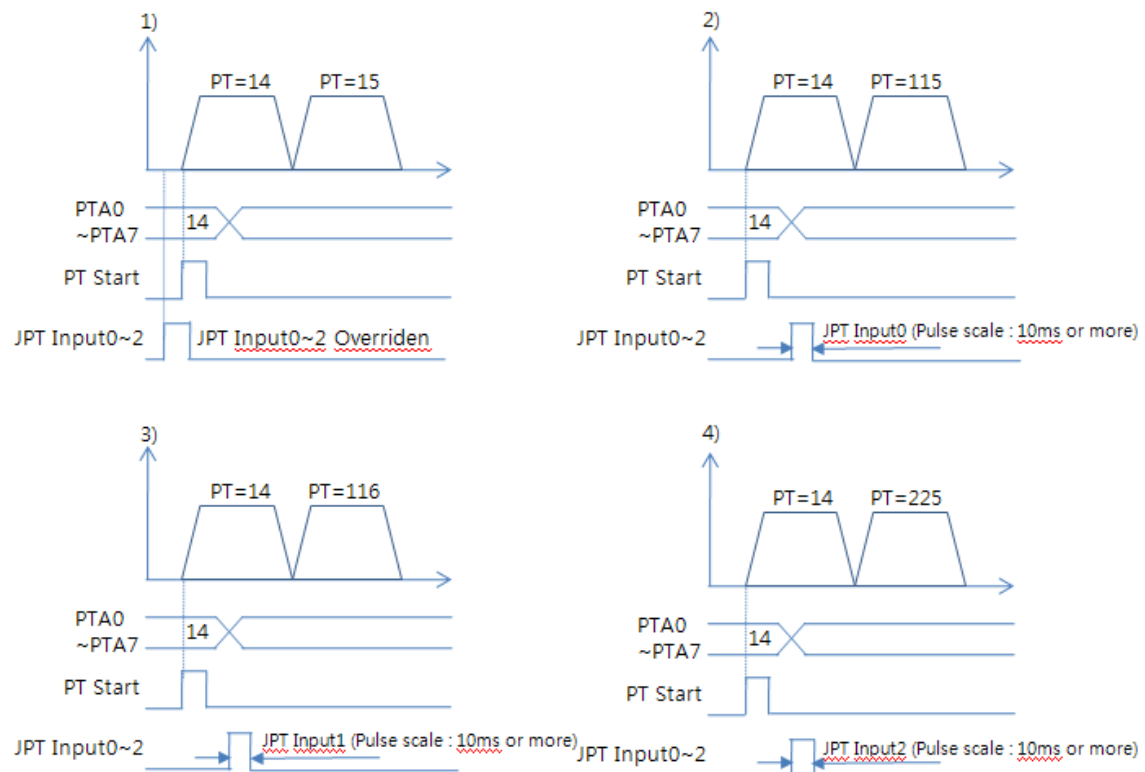 1)
PT=14 PT=15
PTA0
~PTA7
14
PT Start
JPT Input0~2
JPT Input0~2 Overriden
2)
PT=14 PT=115
PTA0
~PTA7
14
PT Start
JPT Input0~2
JPT Input0 (Pulse scale : 10ms or more)
3)
PT=14 PT=116
PTA0
~PTA7
14
PT Start
JPT Input0~2
JPT Input1 (Pulse scale : 10ms or more)
4)
PT=14 PT=225
PTA0
~PTA7
14
PT Start
JPT Input0~2
JPT Input2 (Pulse scale : 10ms or more)